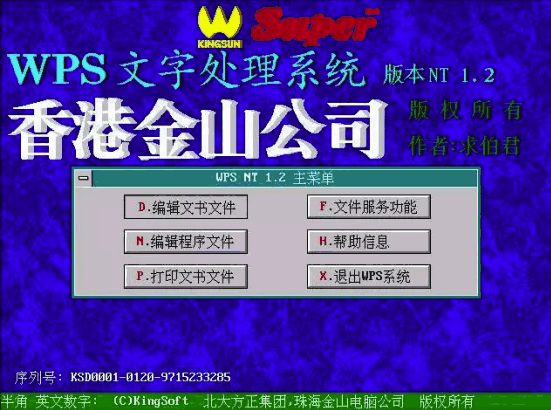 KINGSUN Super
WPS 文字处理系统 版本 NT 1.2
香港金山公司 版权所有
作者:求伯君
WPS NT 1.2 主菜单
D.编辑文书文件 F.文件服务功能
N.编辑程序文件 H.帮助信息
P.打印文书文件 X.退出WPS系统
序列号: KSD0001-0120-9715233285
半角 英文数字: (C)KingSoft 北大方正集团,珠海金山电脑公司 版权所有